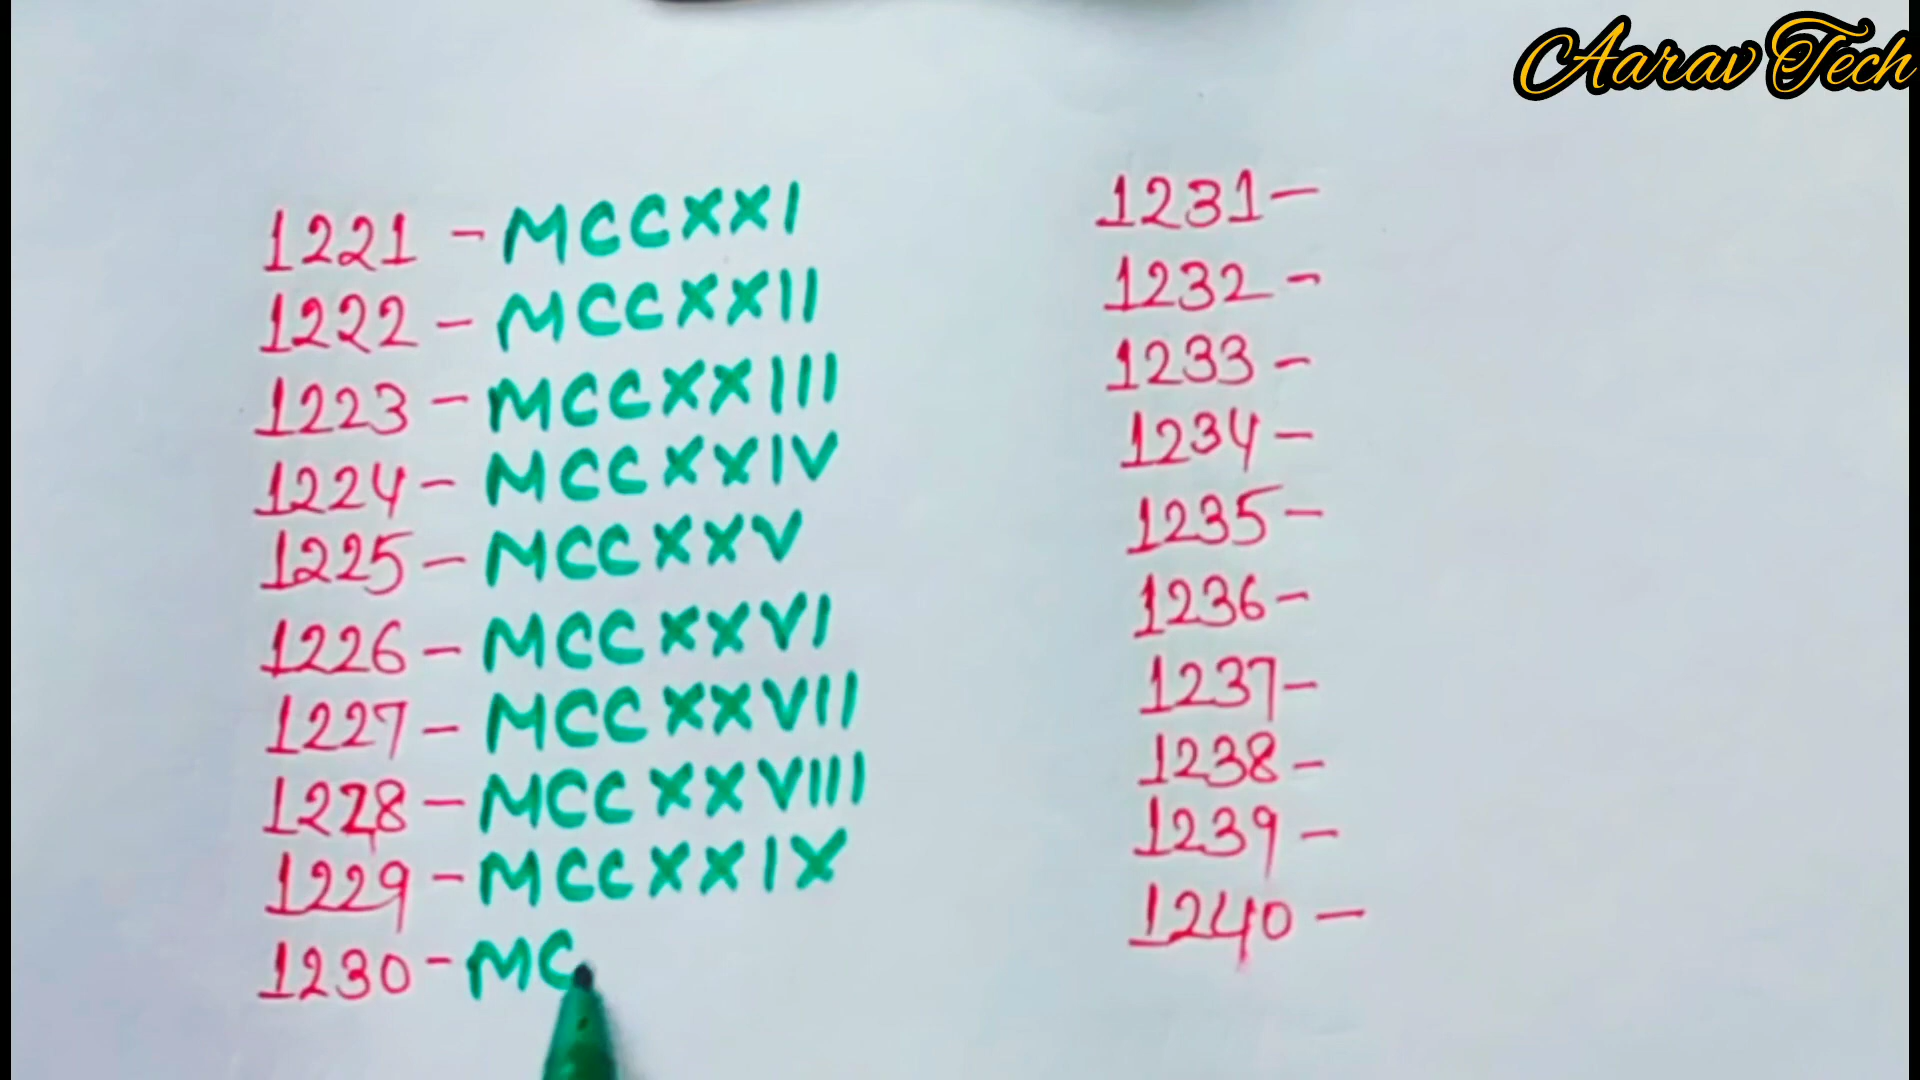 Aarav Tech
1221 - MCCXXI
1222 - MCCXXII
1223 - MCCXXIII
1224 - MCCXXIV
1225 - MCCXXV
1226 - MCCXXVI
1227 - MCCXXVII
1228 - MCCXXVIII
1229 - MCCXXIX
1230 - MC
1231 -
1232 -
1233 -
1234 -
1235 -
1236 -
1237 -
1238 -
1239 -
1240 -